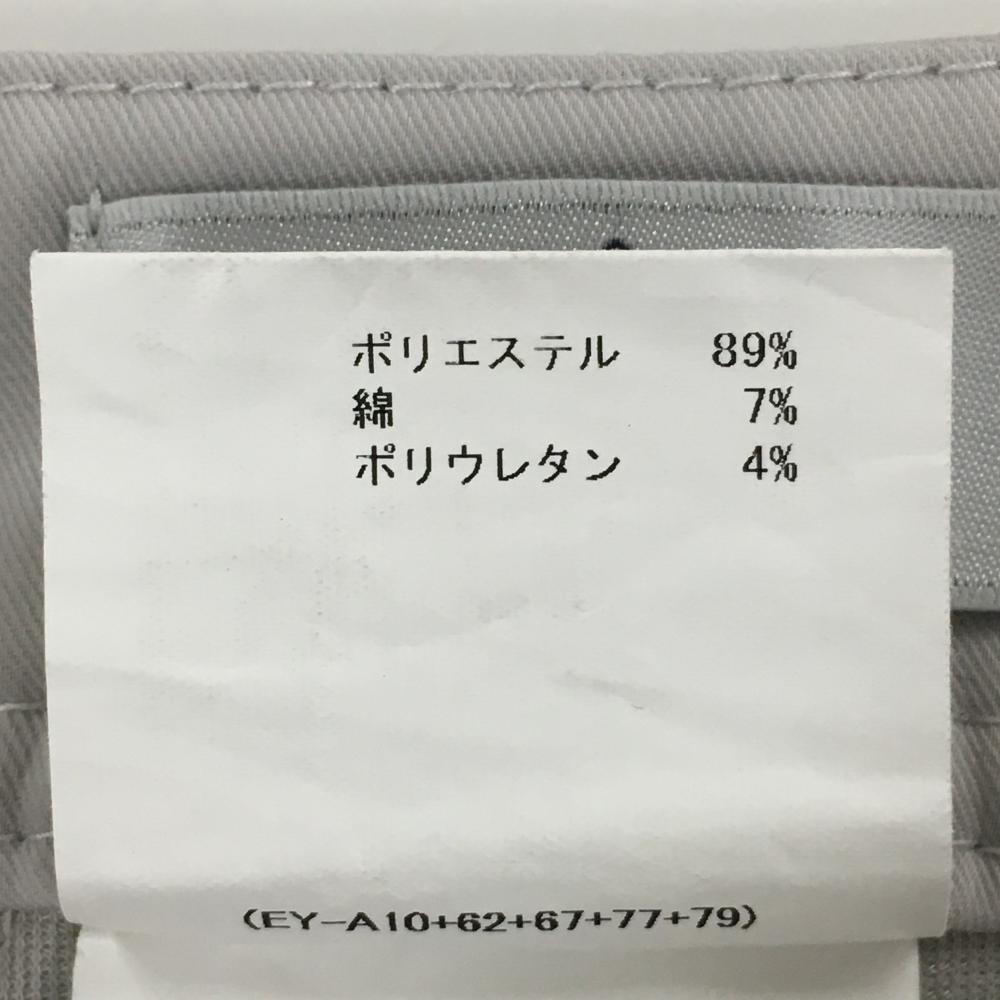 ポリエステル 89%
綿 7%
ポリウレタン 4%
(EY-A10+62+67+77+79)